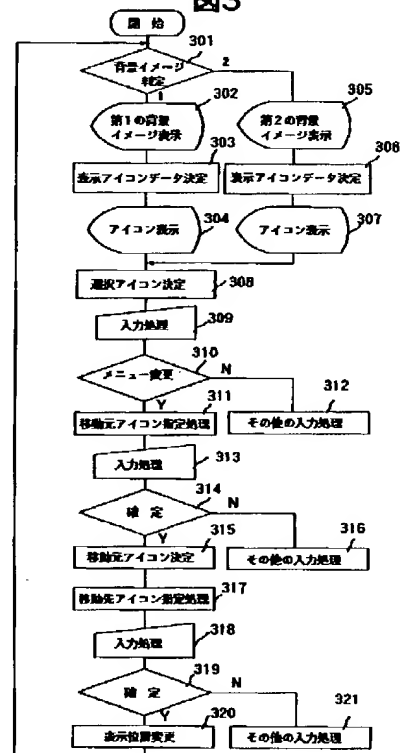 図3
開 始
301
背景イメージ
判定
2
1
302
305
第1の背景
イメージ表示
第2の背景
イメージ表示
303
306
表示アイコンデータ決定
表示アイコンデータ決定
304
307
アイコン表示
アイコン表示
選択アイコン決定
308
入力処理
309
310
メニュー変更
N
Y
311
312
移動元アイコン指定処理
その他の入力処理
入力処理
313
314
確 定
N
Y
315
316
移動元アイコン決定
その他の入力処理
移動先アイコン指定処理
317
入力処理
318
319
確 定
N
Y
320
321
表示位置変更
その他の入力処理